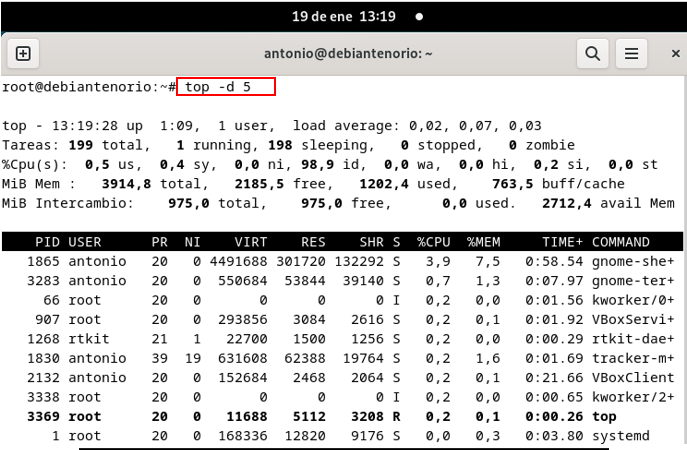 19 de ene 13:19
antonio@debiantenorio: ~
root@debiantenorio:~# top -d 5
top - 13:19:28 up  1:09,  1 user,  load average: 0,02, 0,07, 0,03
Tareas: 199 total,   1 running, 198 sleeping,   0 stopped,   0 zombie
%Cpu(s):  0,5 us,  0,4 sy,  0,0 ni, 98,9 id,  0,0 wa,  0,0 hi,  0,2 si,  0,0 st
MiB Mem :   3914,8 total,   2185,5 free,   1202,4 used,    763,5 buff/cache
MiB Intercambio:    975,0 total,    975,0 free,      0,0 used.   2712,4 avail Mem
PID USER      PR  NI    VIRT    RES    SHR S  %CPU  %MEM     TIME+ COMMAND
1865 antonio   20   0 4491688 301720 132292 S   3,9   7,5   0:58.54 gnome-she+
3283 antonio   20   0  550684  53844  39140 S   0,7   1,3   0:07.97 gnome-ter+
66 root      20   0       0      0      0 I   0,2   0,0   0:01.56 kworker/0+
907 root      20   0  293856   3084   2616 S   0,2   0,1   0:01.92 VBoxServi+
1268 rtkit     21   1   22700   1500   1256 S   0,2   0,0   0:00.29 rtkit-dae+
1830 antonio   39  19  631608  62388  19764 S   0,2   1,6   0:01.69 tracker-m+
2132 antonio   20   0  152684   2468   2064 S   0,2   0,1   0:21.66 VBoxClient
3338 root      20   0       0      0      0 I   0,2   0,0   0:00.65 kworker/2+
3369 root      20   0   11688   5112   3208 R   0,2   0,1   0:00.26 top
1 root      20   0  168336  12820   9176 S   0,0   0,3   0:03.80 systemd